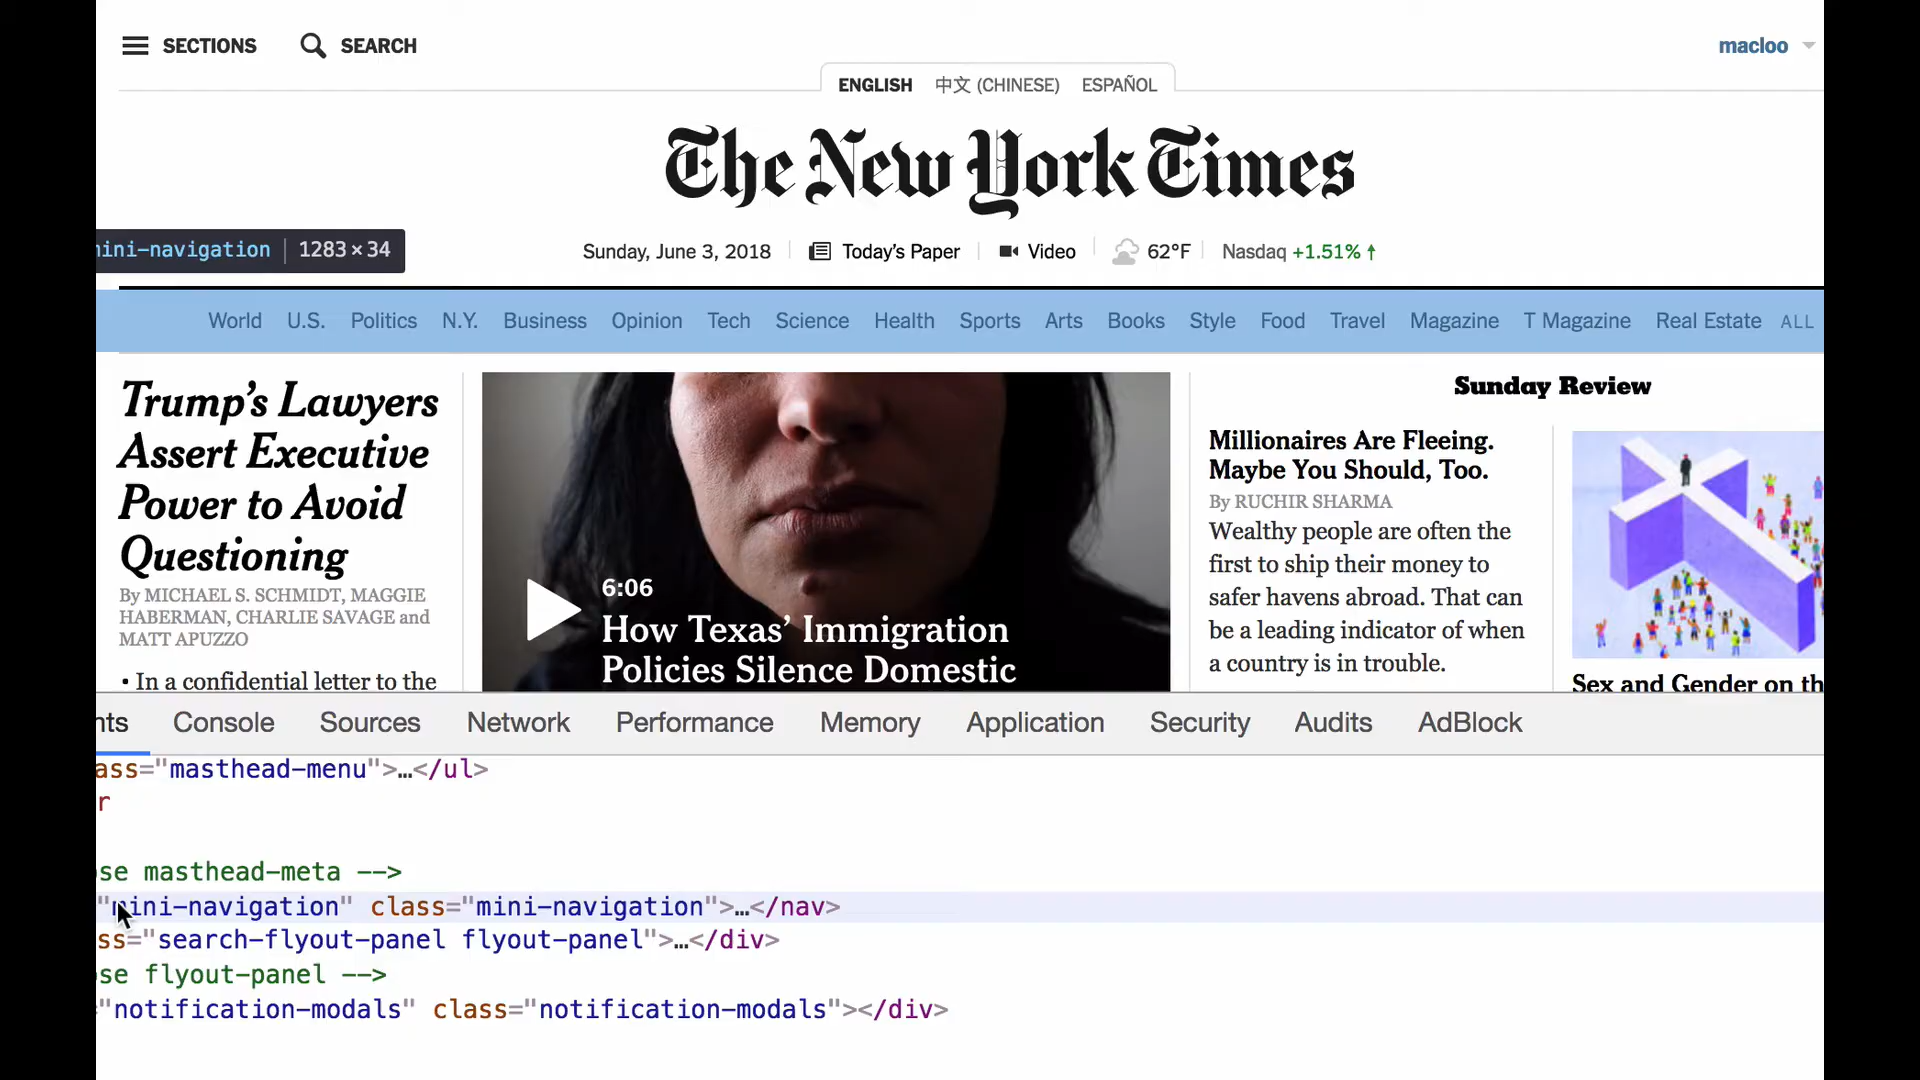 SECTIONS SEARCH macloo
ENGLISH 中文 (CHINESE) ESPAÑOL
The New York Times
mini-navigation 1283 × 34
Sunday, June 3, 2018 Today's Paper Video 62°F Nasdaq +1.51% ↑
World U.S. Politics N.Y. Business Opinion Tech Science Health Sports Arts Books Style Food Travel Magazine T Magazine Real Estate ALL
Trump's Lawyers
Assert Executive
Power to Avoid
Questioning
By MICHAEL S. SCHMIDT, MAGGIE
HABERMAN, CHARLIE SAVAGE and
MATT APUZZO
• In a confidential letter to the
6:06
How Texas' Immigration
Policies Silence Domestic
Sunday Review
Millionaires Are Fleeing.
Maybe You Should, Too.
By RUCHIR SHARMA
Wealthy people are often the
first to ship their money to
safer havens abroad. That can
be a leading indicator of when
a country is in trouble.
Sex and Gender on th
nts Console Sources Network Performance Memory Application Security Audits AdBlock
ass="masthead-menu">…</ul>
r
ose masthead-meta -->
"mini-navigation" class="mini-navigation">…</nav>
ss="search-flyout-panel flyout-panel">…</div>
ose flyout-panel -->
="notification-modals" class="notification-modals"></div>